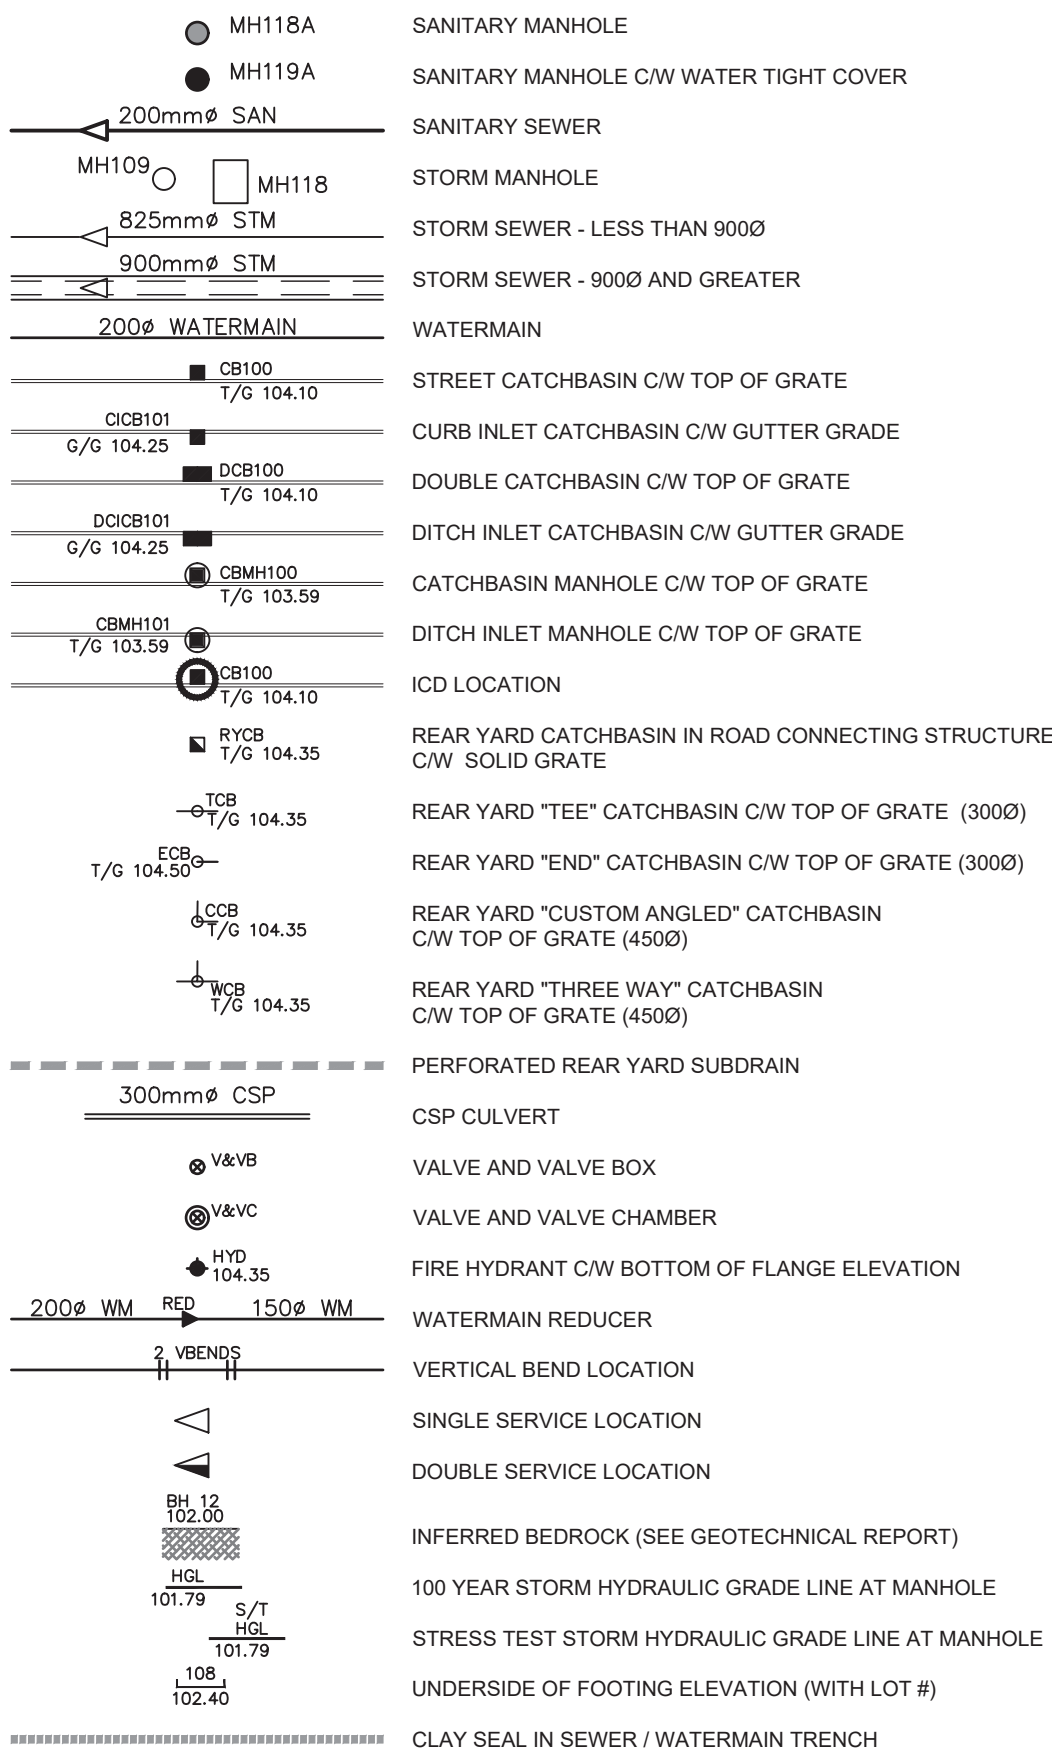 MH118A SANITARY MANHOLE
MH119A SANITARY MANHOLE C/W WATER TIGHT COVER
200mmø SAN SANITARY SEWER
MH109 MH118 STORM MANHOLE
825mmø STM STORM SEWER - LESS THAN 900Ø
900mmø STM STORM SEWER - 900Ø AND GREATER
200ø WATERMAIN WATERMAIN
CB100
T/G 104.10 STREET CATCHBASIN C/W TOP OF GRATE
CICB101
G/G 104.25 CURB INLET CATCHBASIN C/W GUTTER GRADE
DCB100
T/G 104.10 DOUBLE CATCHBASIN C/W TOP OF GRATE
DCICB101
G/G 104.25 DITCH INLET CATCHBASIN C/W GUTTER GRADE
CBMH100
T/G 103.59 CATCHBASIN MANHOLE C/W TOP OF GRATE
CBMH101
T/G 103.59 DITCH INLET MANHOLE C/W TOP OF GRATE
CB100
T/G 104.10 ICD LOCATION
RYCB REAR YARD CATCHBASIN IN ROAD CONNECTING STRUCTURE
T/G 104.35 C/W SOLID GRATE
TCB
T/G 104.35 REAR YARD "TEE" CATCHBASIN C/W TOP OF GRATE (300Ø)
ECB
T/G 104.50 REAR YARD "END" CATCHBASIN C/W TOP OF GRATE (300Ø)
CCB REAR YARD "CUSTOM ANGLED" CATCHBASIN
T/G 104.35 C/W TOP OF GRATE (450Ø)
WCB REAR YARD "THREE WAY" CATCHBASIN
T/G 104.35 C/W TOP OF GRATE (450Ø)
PERFORATED REAR YARD SUBDRAIN
300mmø CSP CSP CULVERT
V&VB VALVE AND VALVE BOX
V&VC VALVE AND VALVE CHAMBER
HYD
104.35 FIRE HYDRANT C/W BOTTOM OF FLANGE ELEVATION
200ø WM RED 150ø WM WATERMAIN REDUCER
2 VBENDS VERTICAL BEND LOCATION
SINGLE SERVICE LOCATION
DOUBLE SERVICE LOCATION
BH 12
102.00
INFERRED BEDROCK (SEE GEOTECHNICAL REPORT)
HGL
101.79 100 YEAR STORM HYDRAULIC GRADE LINE AT MANHOLE
S/T
HGL
101.79 STRESS TEST STORM HYDRAULIC GRADE LINE AT MANHOLE
108
102.40 UNDERSIDE OF FOOTING ELEVATION (WITH LOT #)
CLAY SEAL IN SEWER / WATERMAIN TRENCH